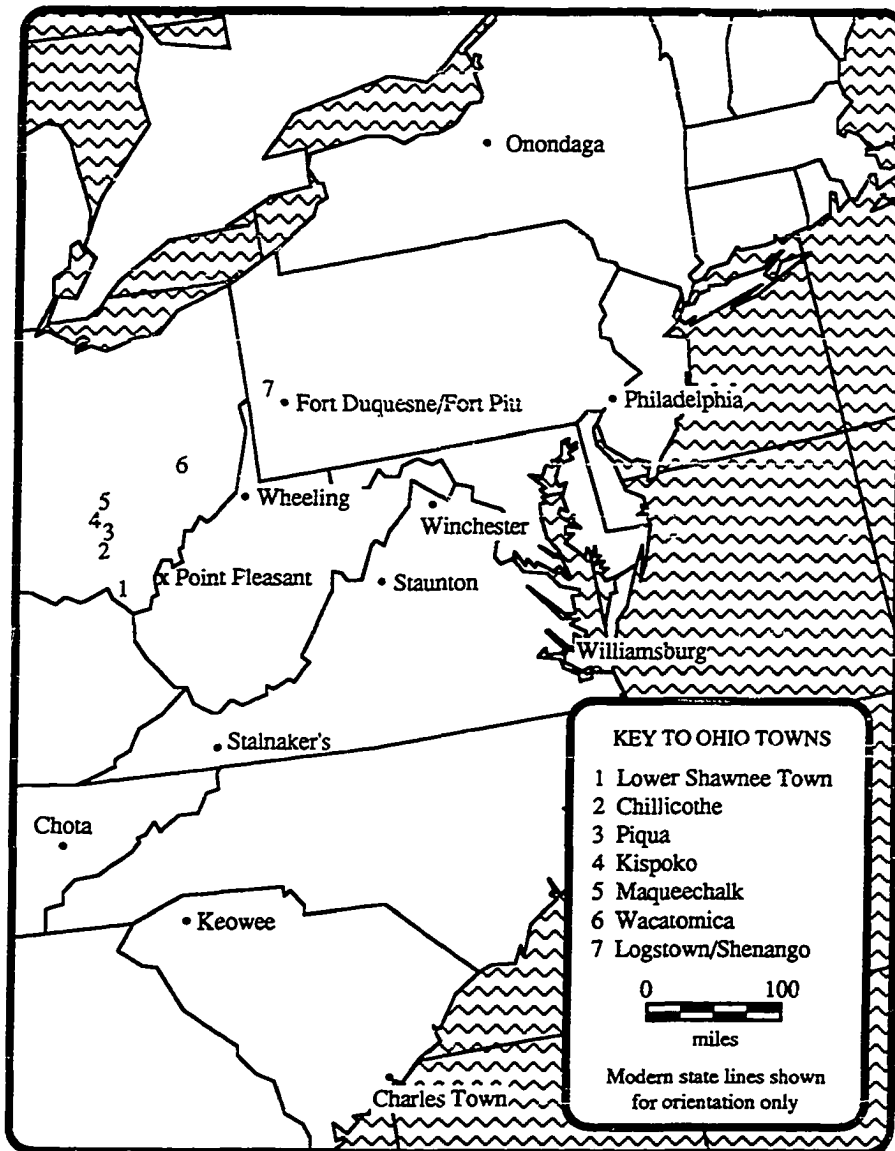 Onondaga
7
Fort Duquesne/Fort Pitt
Philadelphia
6
Wheeling
5
4
3
2
Winchester
1
x Point Fleasant
Staunton
Williamsburg
Stalnaker's
Chota
Keowee
Charles Town
KEY TO OHIO TOWNS
1 Lower Shawnee Town
2 Chillicothe
3 Piqua
4 Kispoko
5 Maqueechalk
6 Wacatomica
7 Logstown/Shenango
0 100
miles
Modern state lines shown
for orientation only